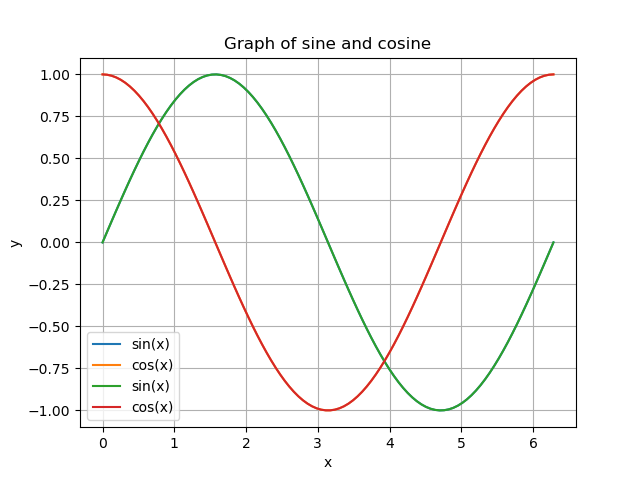 Graph of sine and cosine
1.00
0.75
0.50
0.25
0.00
−0.25
−0.50
−0.75
−1.00
y
sin(x)
cos(x)
sin(x)
cos(x)
0 1 2 3 4 5 6
x